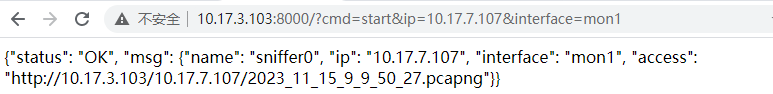 不安全 | 10.17.3.103:8000/?cmd=start&ip=10.17.7.107&interface=mon1
{"status": "OK", "msg": {"name": "sniffer0", "ip": "10.17.7.107", "interface": "mon1", "access":
"http://10.17.3.103/10.17.7.107/2023_11_15_9_9_50_27.pcapng"}}